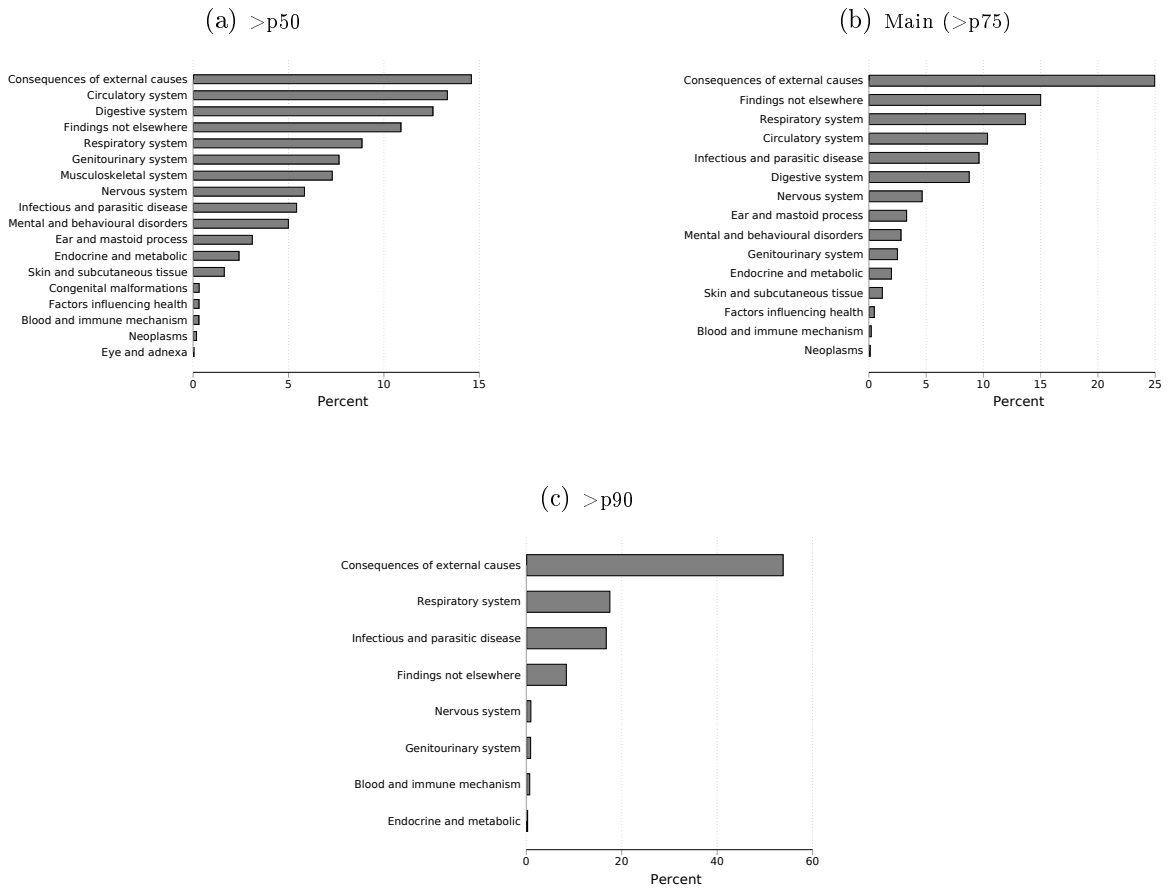 (a) >p50
Consequences of external causes
Circulatory system
Digestive system
Findings not elsewhere
Respiratory system
Genitourinary system
Musculoskeletal system
Nervous system
Infectious and parasitic disease
Mental and behavioural disorders
Ear and mastoid process
Endocrine and metabolic
Skin and subcutaneous tissue
Congenital malformations
Factors influencing health
Blood and immune mechanism
Neoplasms
Eye and adnexa
0 5 10 15
Percent
(b) Main (>p75)
Consequences of external causes
Findings not elsewhere
Respiratory system
Circulatory system
Infectious and parasitic disease
Digestive system
Nervous system
Ear and mastoid process
Mental and behavioural disorders
Genitourinary system
Endocrine and metabolic
Skin and subcutaneous tissue
Factors influencing health
Blood and immune mechanism
Neoplasms
0 5 10 15 20 25
Percent
(c) >p90
Consequences of external causes
Respiratory system
Infectious and parasitic disease
Findings not elsewhere
Nervous system
Genitourinary system
Blood and immune mechanism
Endocrine and metabolic
0 20 40 60
Percent